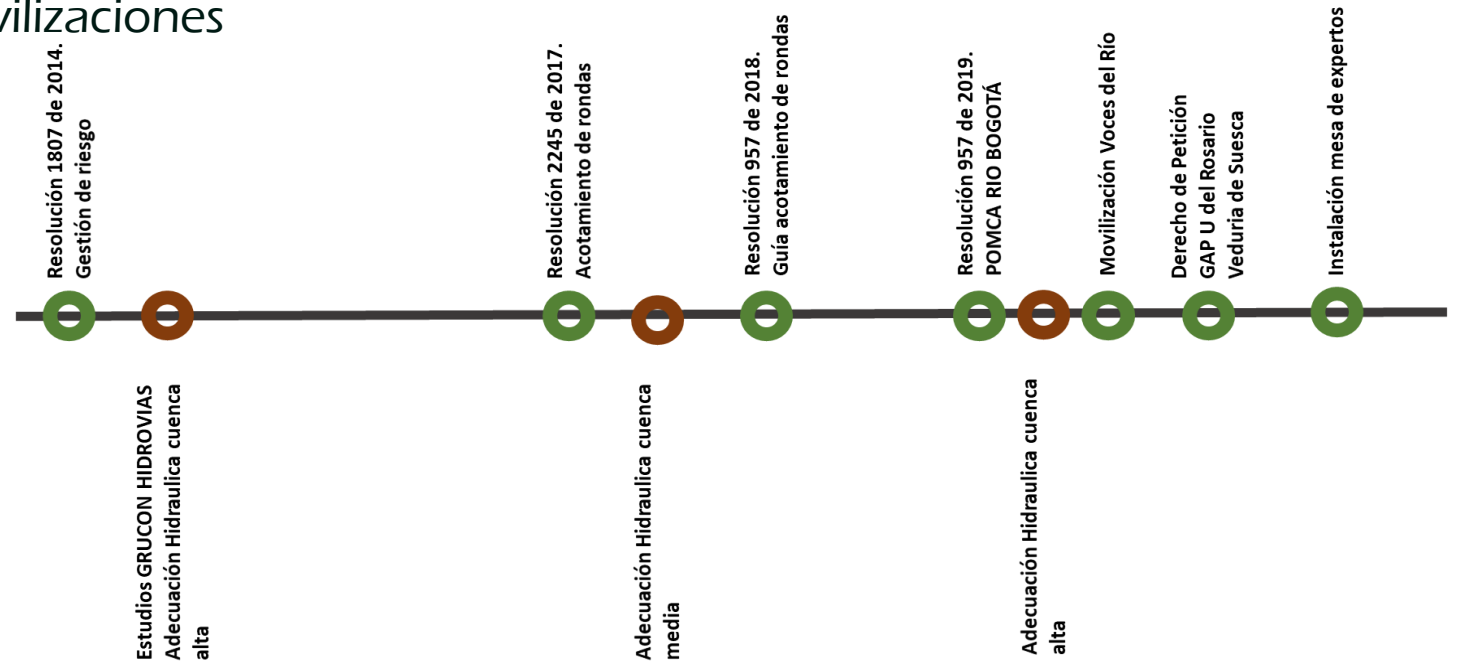 vilizaciones
Resolución 1807 de 2014.
Gestión de riesgo
Resolución 2245 de 2017.
Acotamiento de rondas
Resolución 957 de 2018.
Guía acotamiento de rondas
Resolución 957 de 2019.
POMCA RIO BOGOTÁ
Movilización Voces del Río
Derecho de Petición
GAP U del Rosario
Veduria de Suesca
Instalación mesa de expertos
Estudios GRUCON HIDROVIAS
Adecuación Hidraulica cuenca
alta
Adecuación Hidraulica cuenca
media
Adecuación Hidraulica cuenca
alta